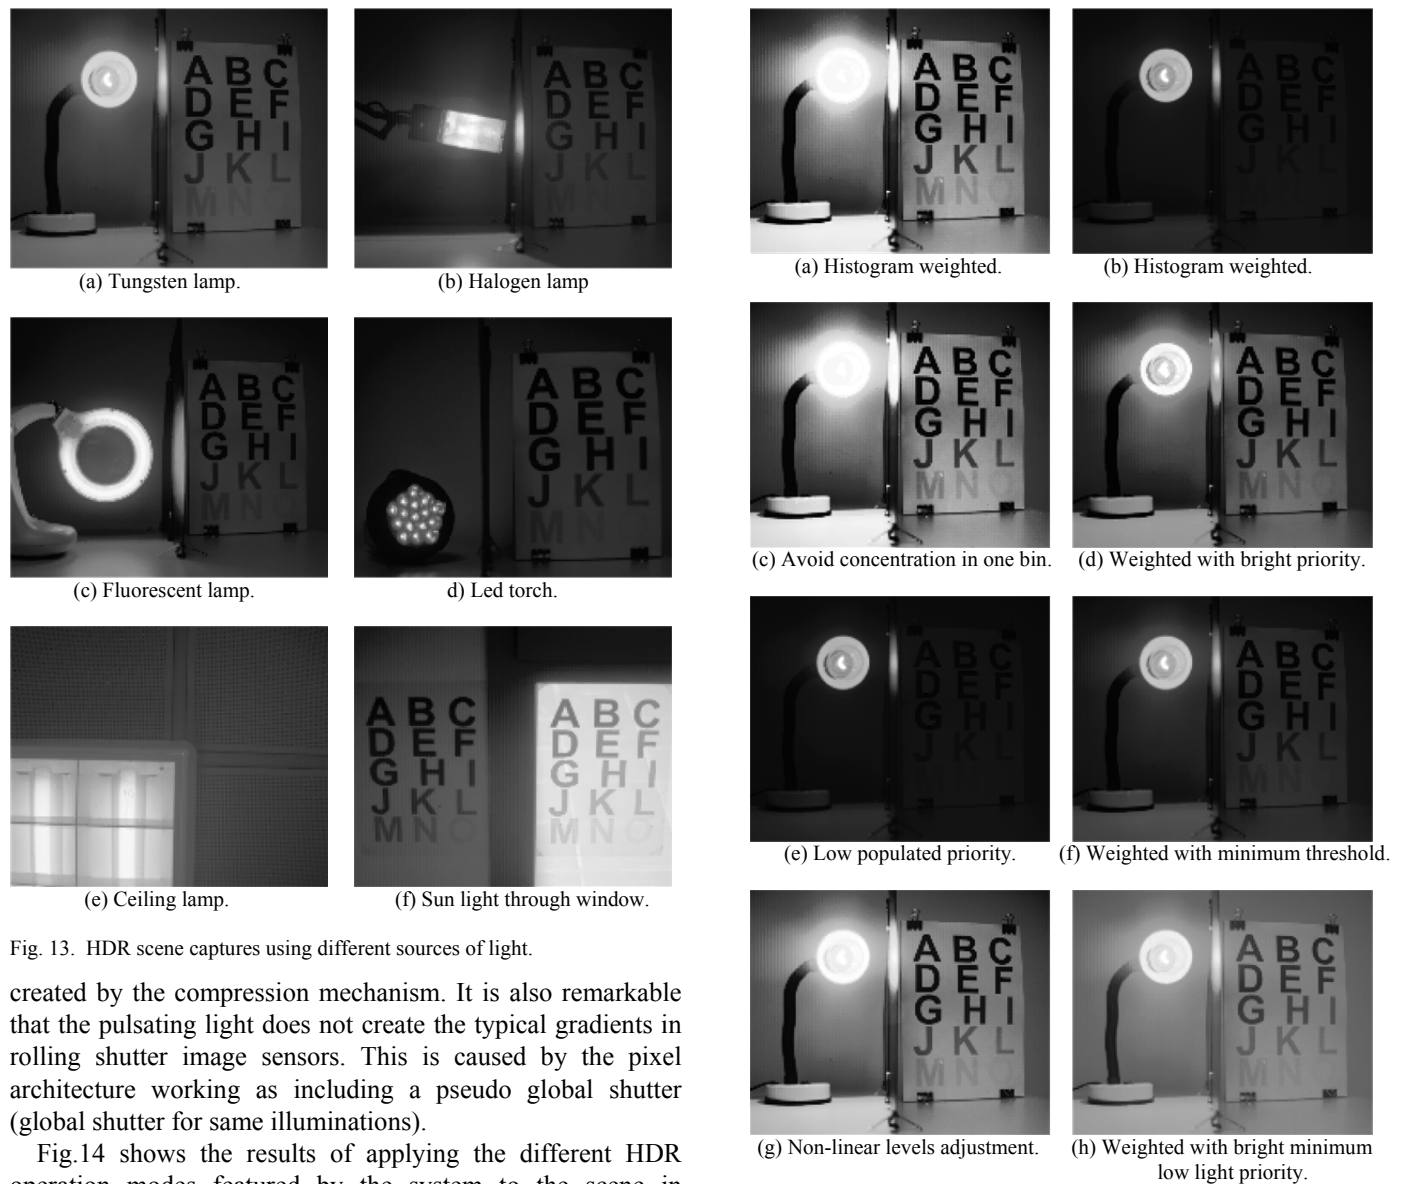 A B C
D E F
G H I
J K L
M N O
(a) Tungsten lamp.
A B C
D E F
G H I
J K L
M N
(b) Halogen lamp
A B C
D E F
G H I
J K L
M N O
(c) Fluorescent lamp.
A B C
D E F
G H I
J K L
M N
d) Led torch.
(e) Ceiling lamp.
A B C
D E F
G H I
J K L
M N O
A B C
D E F
G H I
J K L
M N O
(f) Sun light through window.
Fig. 13. HDR scene captures using different sources of light.
created by the compression mechanism. It is also remarkable
that the pulsating light does not create the typical gradients in
rolling shutter image sensors. This is caused by the pixel
architecture working as including a pseudo global shutter
(global shutter for same illuminations).
Fig.14 shows the results of applying the different HDR
operation modes featured by the system to the scene in
A B C
D E F
G H I
J K L
M N O
(a) Histogram weighted.
A B C
D E F
G H I
(b) Histogram weighted.
A B C
D E F
G H I
J K L
M N O
(c) Avoid concentration in one bin.
A B C
D E F
G H I
J K L
M N O
(d) Weighted with bright priority.
A B C
D E F
G H I
J K L
(e) Low populated priority.
A B C
D E F
G H I
J K L
M N
(f) Weighted with minimum threshold.
A B C
D E F
G H I
J K L
M N O
(g) Non-linear levels adjustment.
A B C
D E F
G H I
J K L
M N O
(h) Weighted with bright minimum
low light priority.